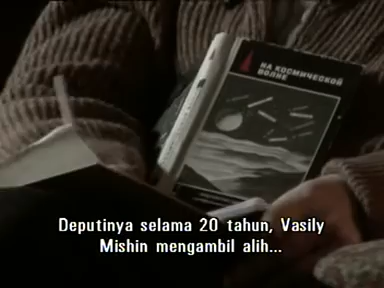 НА КОСМИЧЕСКОЙ
ВОЛНЕ
Deputinya selama 20 tahun, Vasily
Mishin mengambil alih...